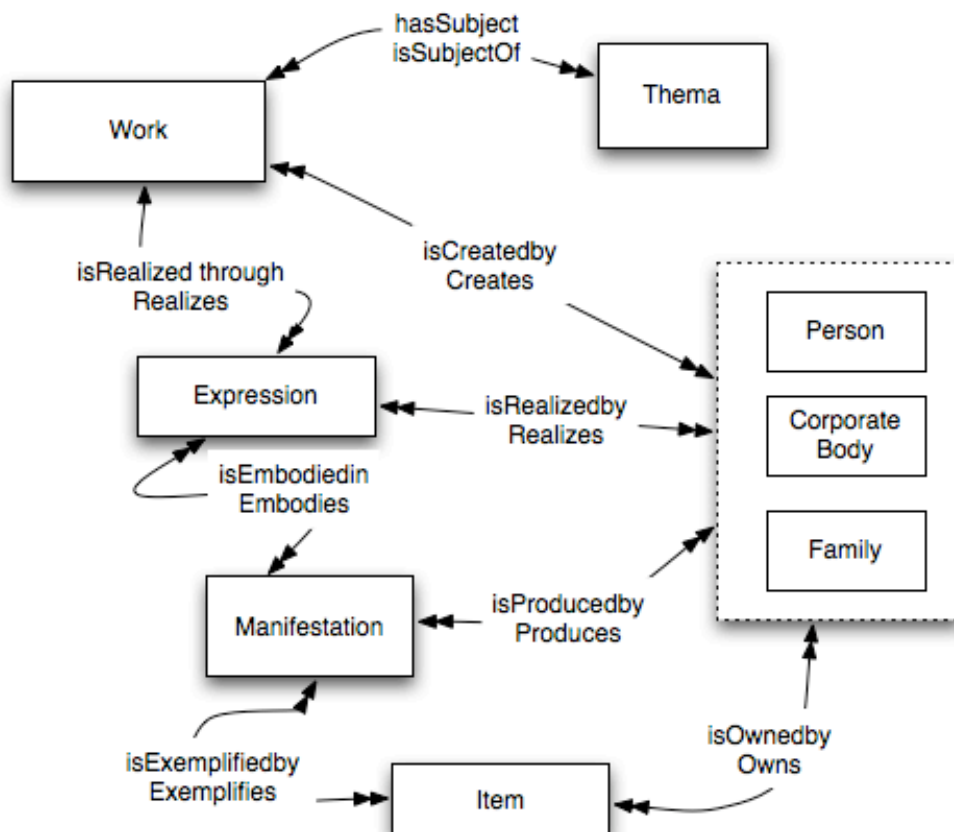 hasSubject
isSubjectOf
Thema
Work
isCreatedby
Creates
isRealized through
Realizes
Person
Expression
isRealizedby
Realizes
Corporate
Body
isEmbodiedin
Embodies
Family
Manifestation
isProducedby
Produces
isExemplifiedby
Exemplifies
isOwnedby
Owns
Item